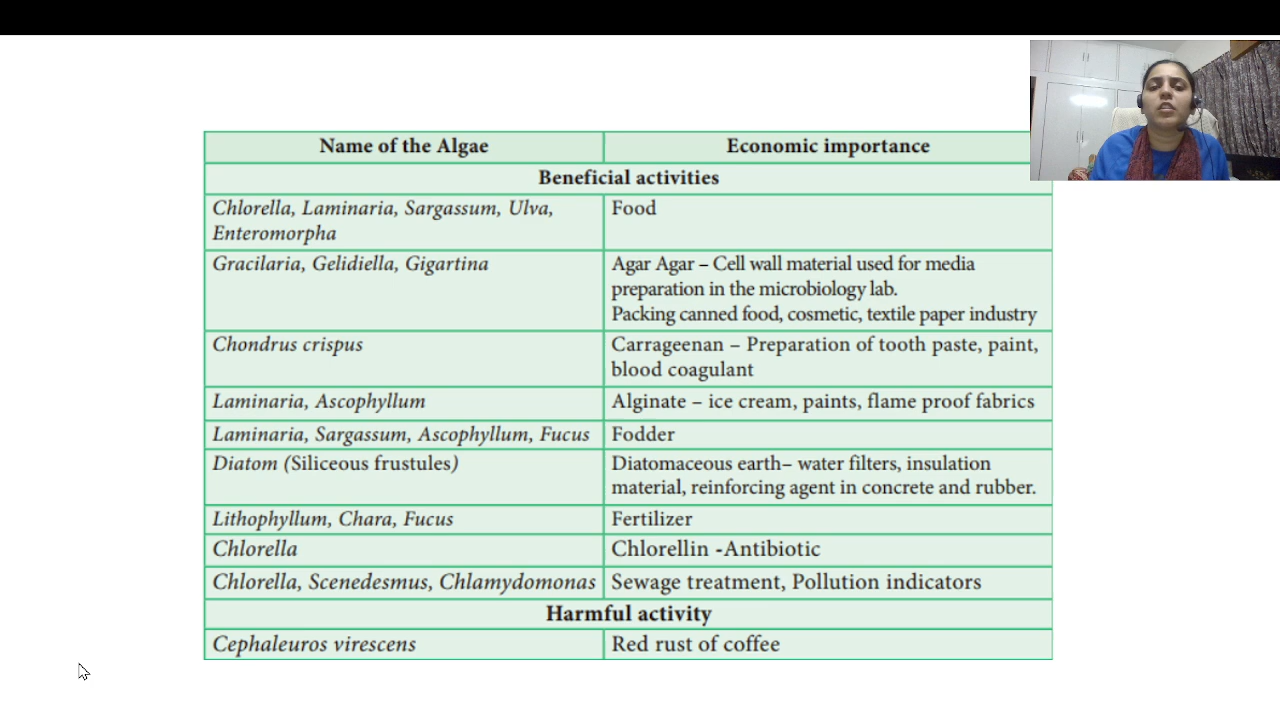 Name of the Algae
Economic importance
Beneficial activities
Chlorella, Laminaria, Sargassum, Ulva,
Enteromorpha
Food
Gracilaria, Gelidiella, Gigartina
Agar Agar – Cell wall material used for media
preparation in the microbiology lab.
Packing canned food, cosmetic, textile paper industry
Chondrus crispus
Carrageenan – Preparation of tooth paste, paint,
blood coagulant
Laminaria, Ascophyllum
Alginate – ice cream, paints, flame proof fabrics
Laminaria, Sargassum, Ascophyllum, Fucus
Fodder
Diatom (Siliceous frustules)
Diatomaceous earth– water filters, insulation
material, reinforcing agent in concrete and rubber.
Lithophyllum, Chara, Fucus
Fertilizer
Chlorella
Chlorellin -Antibiotic
Chlorella, Scenedesmus, Chlamydomonas
Sewage treatment, Pollution indicators
Harmful activity
Cephaleuros virescens
Red rust of coffee